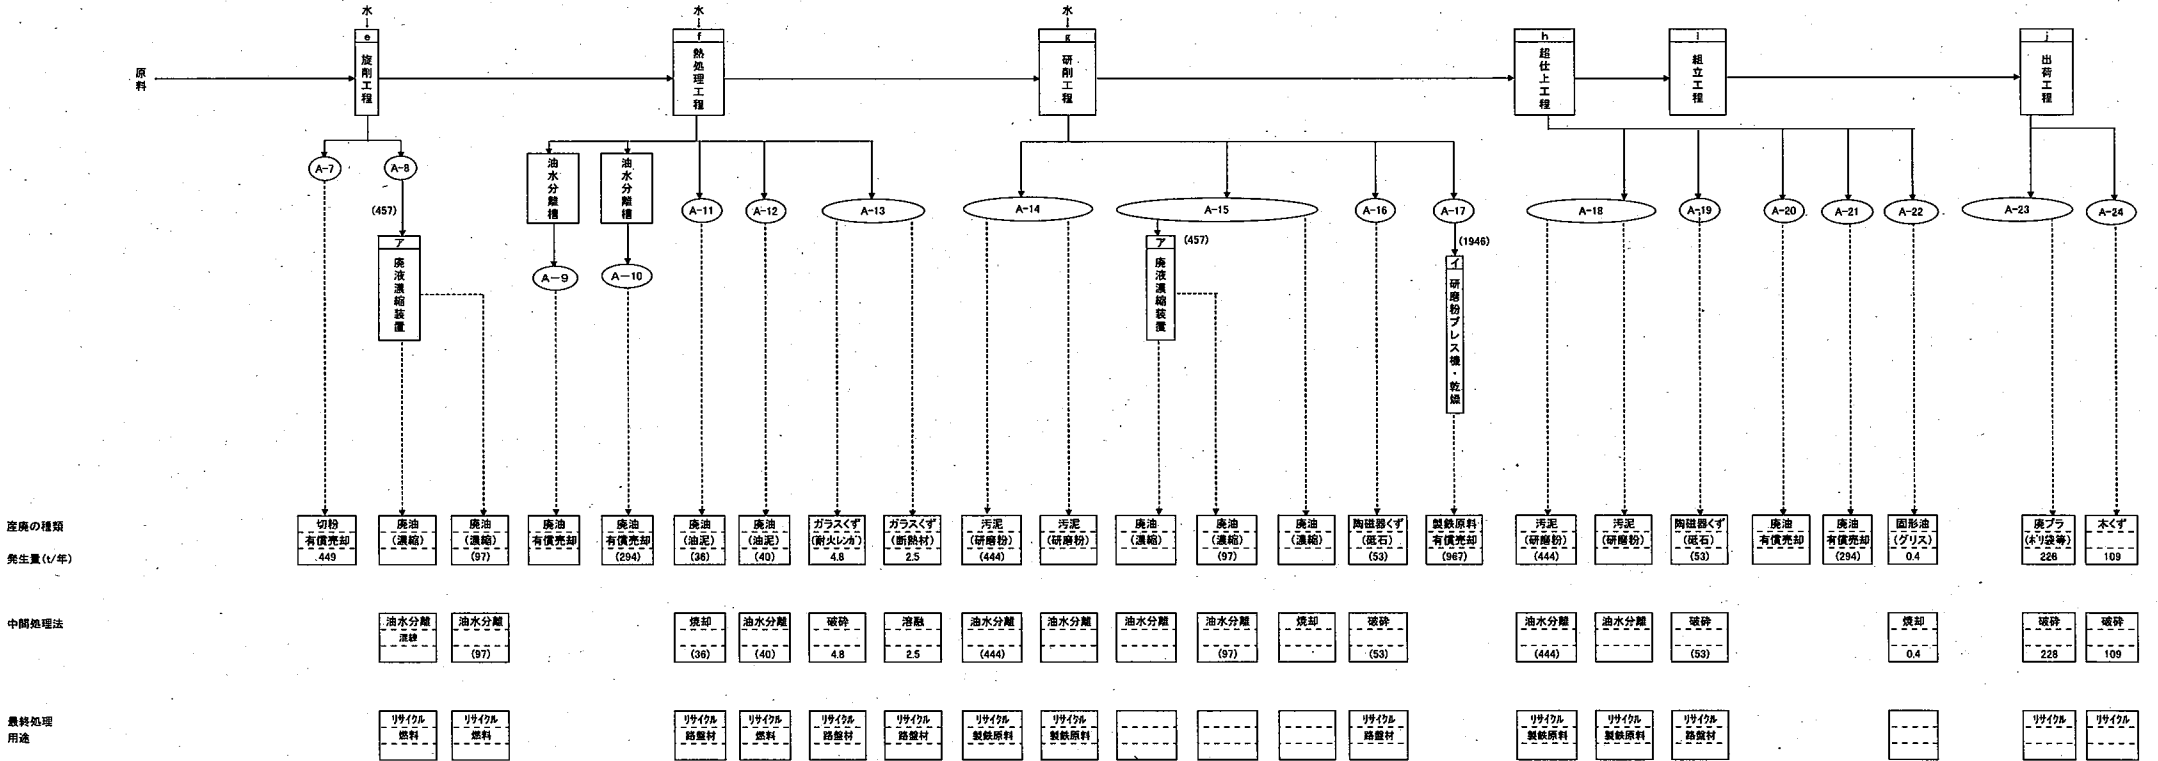 水
水
水
e
f
g
h
i
j
原料
旋削工程
熱処理工程
研削工程
超仕上工程
組立工程
出荷工程
A-7
A-8
油水分離槽
油水分離槽
A-11
A-12
A-13
A-14
A-15
A-16
A-17
A-18
A-19
A-20
A-21
A-22
A-23
A-24
(457)
ア
廃液濃縮装置
A-9
A-10
(457)
ア
廃液濃縮装置
(1946)
イ
研磨粉プレス機・乾燥
産廃の種類
発生量(t/年)
切粉
有償売却
449
廃油
(濃縮)
廃油
(濃縮)
(97)
廃油
有償売却
廃油
有償売却
(294)
廃油
(油泥)
(36)
廃油
(油泥)
(40)
ガラスくず
(耐火レンガ)
4.8
ガラスくず
(断熱材)
2.5
汚泥
(研磨粉)
(444)
汚泥
(研磨粉)
廃油
(濃縮)
廃油
(濃縮)
(97)
廃油
(濃縮)
陶磁器くず
(砥石)
(53)
製鉄原料
有償売却
(967)
汚泥
(研磨粉)
(444)
汚泥
(研磨粉)
陶磁器くず
(砥石)
(53)
廃油
有償売却
廃油
有償売却
(294)
固形油
(グリス)
0.4
廃プラ
(ポリ袋等)
228
木くず
109
中間処理法
油水分離
混練
油水分離
(97)
焼却
(36)
油水分離
(40)
破砕
4.8
溶融
2.5
油水分離
(444)
油水分離
油水分離
油水分離
(97)
焼却
破砕
(53)
油水分離
(444)
油水分離
破砕
(53)
焼却
0.4
破砕
228
破砕
109
最終処理
用途
リサイクル
燃料
リサイクル
燃料
リサイクル
路盤材
リサイクル
燃料
リサイクル
路盤材
リサイクル
路盤材
リサイクル
製鉄原料
リサイクル
製鉄原料
リサイクル
路盤材
リサイクル
製鉄原料
リサイクル
製鉄原料
リサイクル
路盤材
リサイクル
リサイクル